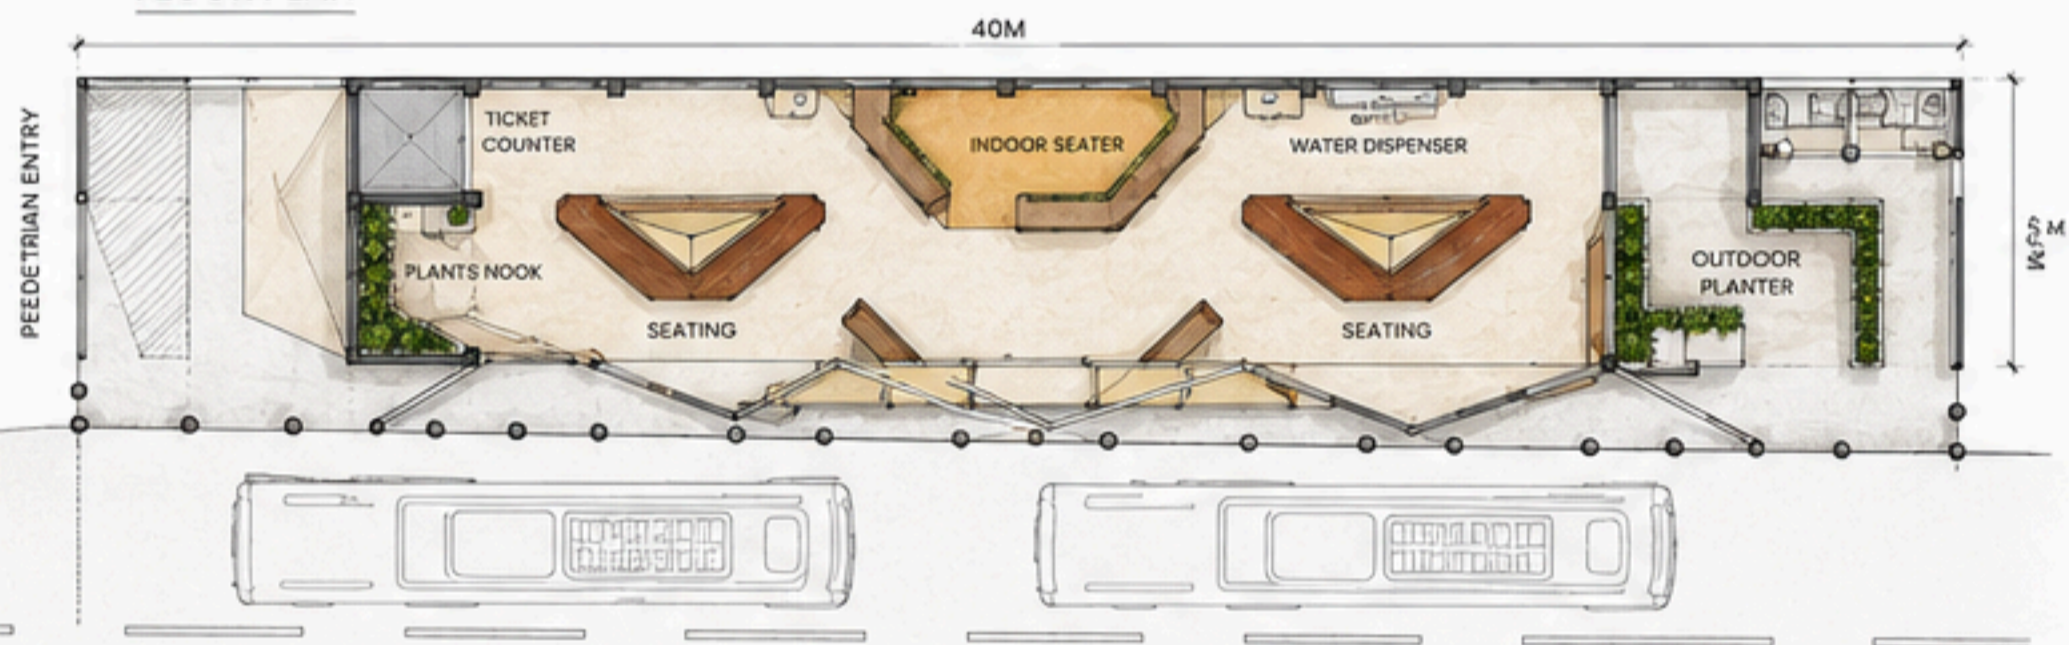 40M
PEEDETRIAN ENTRY
TICKET
COUNTER
INDOOR SEATER
WATER DISPENSER
PLANTS NOOK
OUTDOOR
PLANTER
SEATING
SEATING